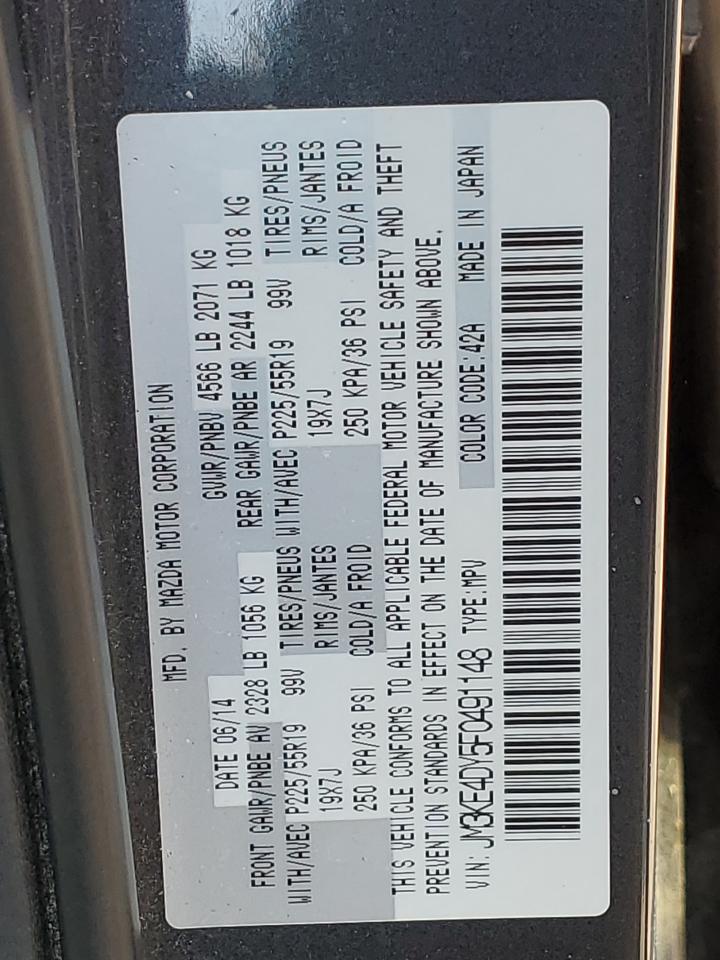 MFD. BY MAZDA MOTOR CORPORATION
DATE 06/14 GVWR/PNBV 4566 LB 2071 KG
FRONT GAWR/PNBE AV 2328 LB 1056 KG REAR GAWR/PNBE AR 2244 LB 1018 KG
WITH/AVEC P225/55R19 99V TIRES/PNEUS WITH/AVEC P225/55R19 99V TIRES/PNEUS
19X7J RIMS/JANTES 19X7J RIMS/JANTES
250 KPA/36 PSI COLD/A FROID 250 KPA/36 PSI COLD/A FROID
THIS VEHICLE CONFORMS TO ALL APPLICABLE FEDERAL MOTOR VEHICLE SAFETY AND THEFT
PREVENTION STANDARDS IN EFFECT ON THE DATE OF MANUFACTURE SHOWN ABOVE.
VIN: JM3KE4DY5F0491148 TYPE:MPV COLOR CODE:42A MADE IN JAPAN